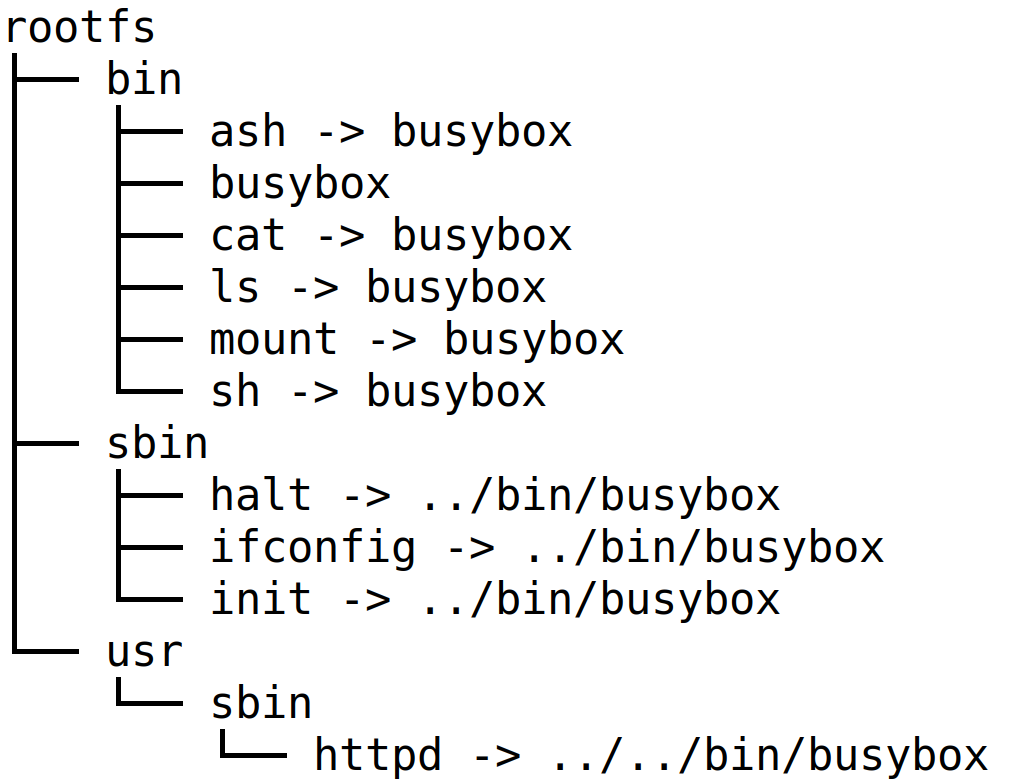 rootfs
bin
ash -> busybox
busybox
cat -> busybox
ls -> busybox
mount -> busybox
sh -> busybox
sbin
halt -> ../bin/busybox
ifconfig -> ../bin/busybox
init -> ../bin/busybox
usr
sbin
httpd -> ../../bin/busybox